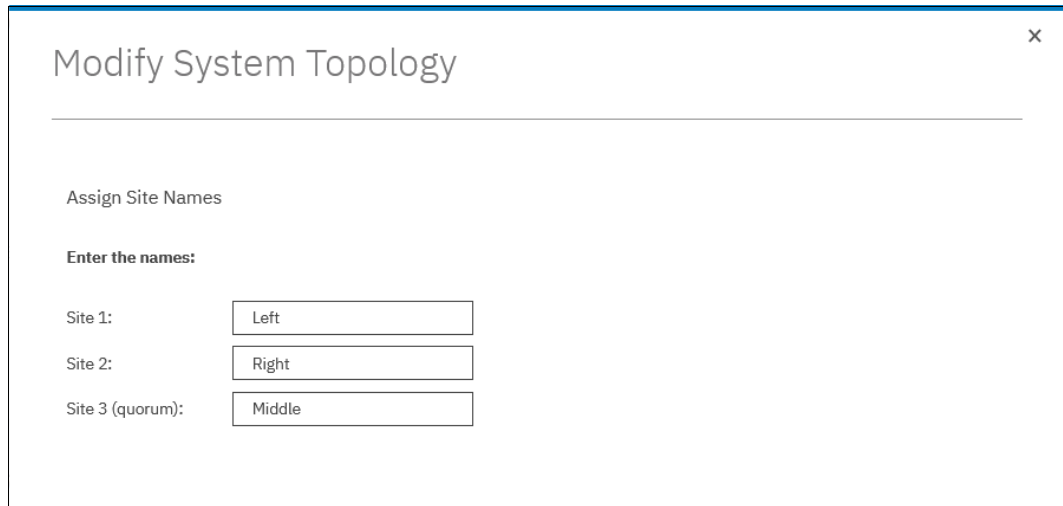 ×
Modify System Topology
Assign Site Names
Enter the names:
Site 1: Left
Site 2: Right
Site 3 (quorum): Middle